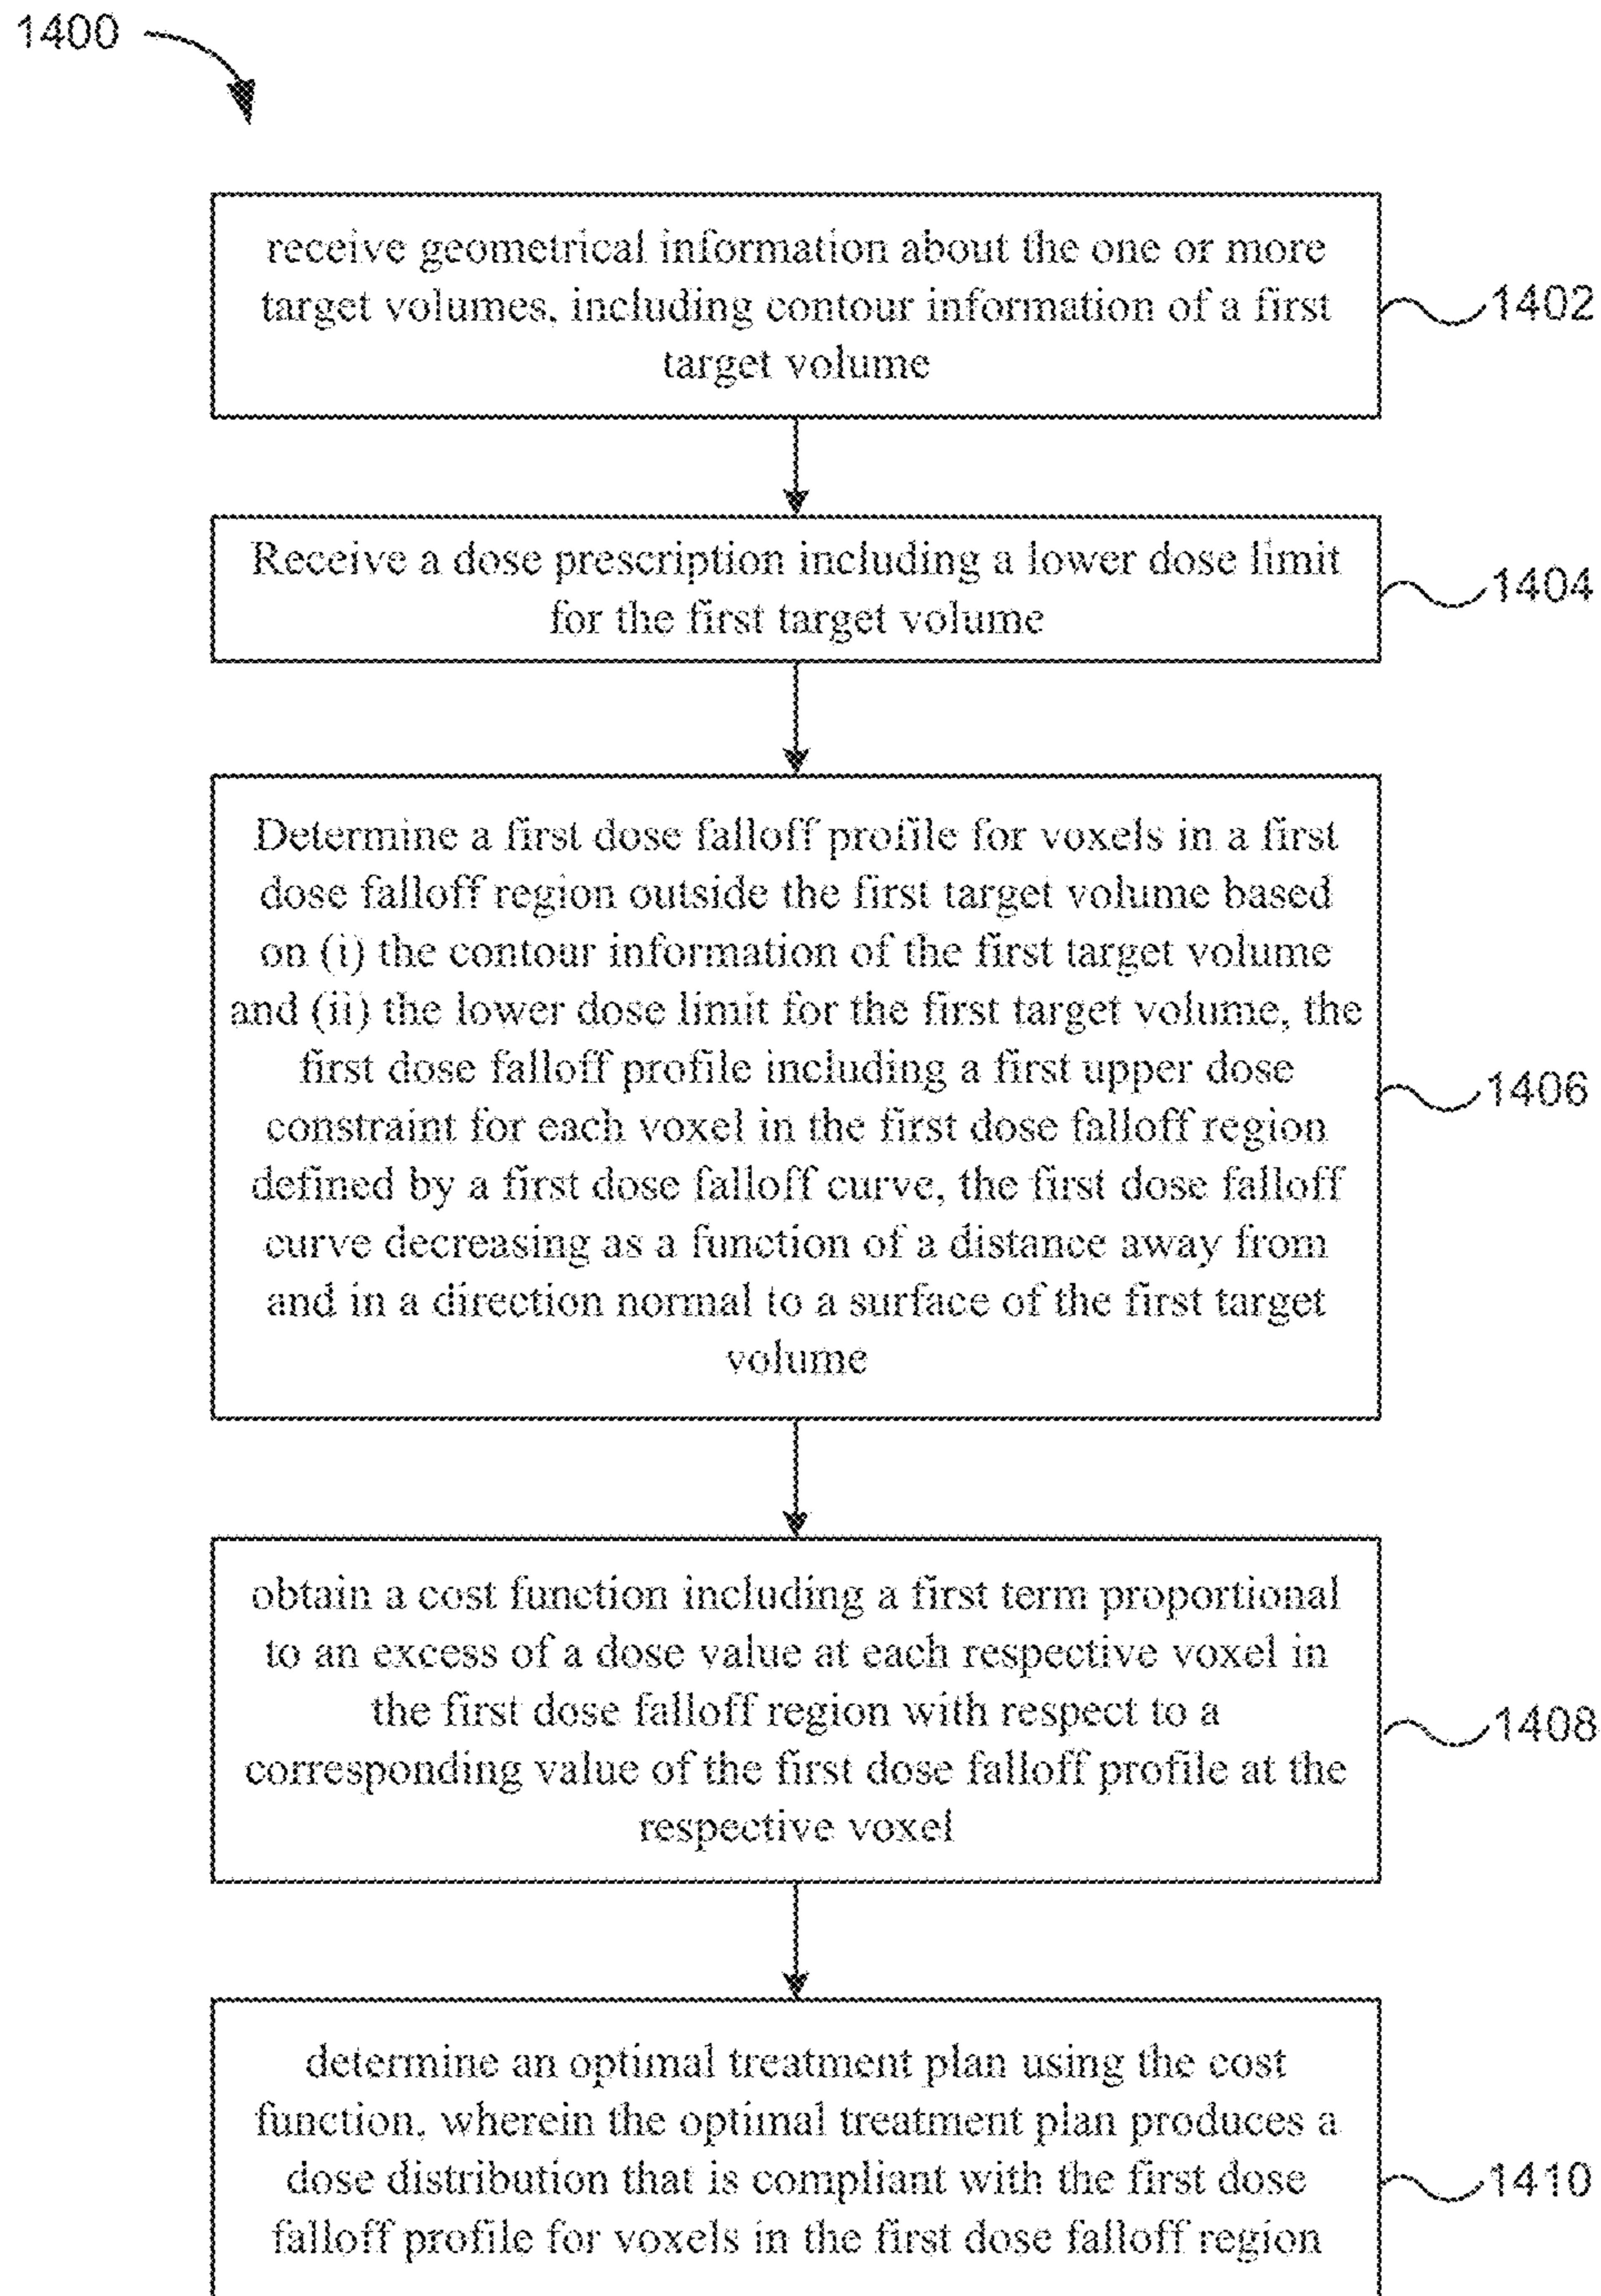 1400
receive geometrical information about the one or more
target volumes, including contour information of a first
target volume
1402
Receive a dose prescription including a lower dose limit
for the first target volume
1404
Determine a first dose falloff profile for voxels in a first
dose falloff region outside the first target volume based
on (i) the contour information of the first target volume
and (ii) the lower dose limit for the first target volume, the
first dose falloff profile including a first upper dose
constraint for each voxel in the first dose falloff region
defined by a first dose falloff curve, the first dose falloff
curve decreasing as a function of a distance away from
and in a direction normal to a surface of the first target
volume
1406
obtain a cost function including a first term proportional
to an excess of a dose value at each respective voxel in
the first dose falloff region with respect to a
corresponding value of the first dose falloff profile at the
respective voxel
1408
determine an optimal treatment plan using the cost
function, wherein the optimal treatment plan produces a
dose distribution that is compliant with the first dose
falloff profile for voxels in the first dose falloff region
1410